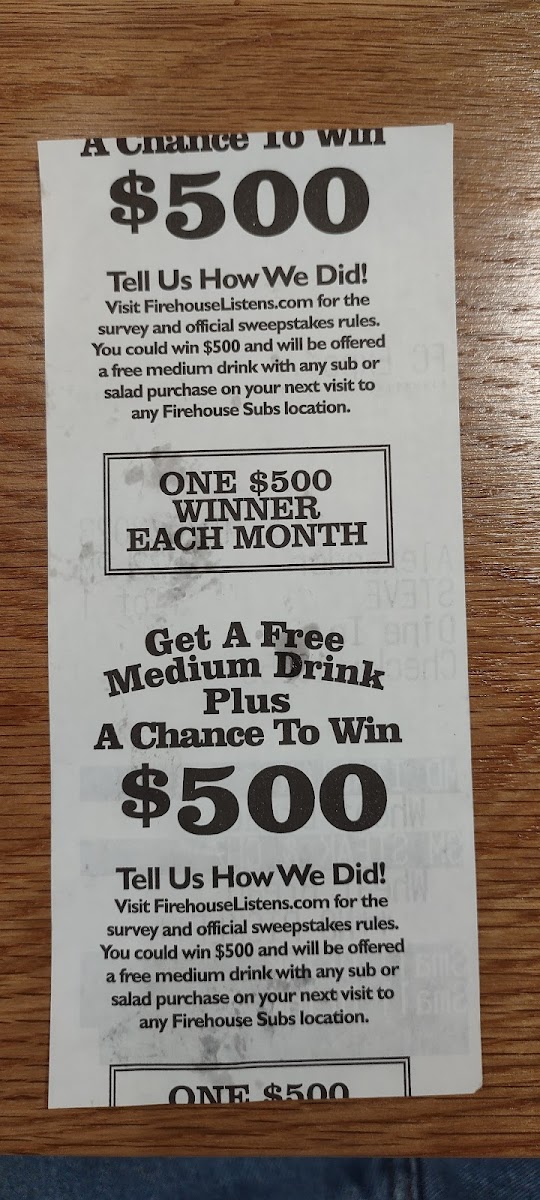 A Chance To Win
$500
Tell Us How We Did!
Visit FirehouseListens.com for the
survey and official sweepstakes rules.
You could win $500 and will be offered
a free medium drink with any sub or
salad purchase on your next visit to
any Firehouse Subs location.
ONE $500
WINNER
EACH MONTH
Get A Free
Medium Drink
Plus
A Chance To Win
$500
Tell Us How We Did!
Visit FirehouseListens.com for the
survey and official sweepstakes rules.
You could win $500 and will be offered
a free medium drink with any sub or
salad purchase on your next visit to
any Firehouse Subs location.
ONE $500